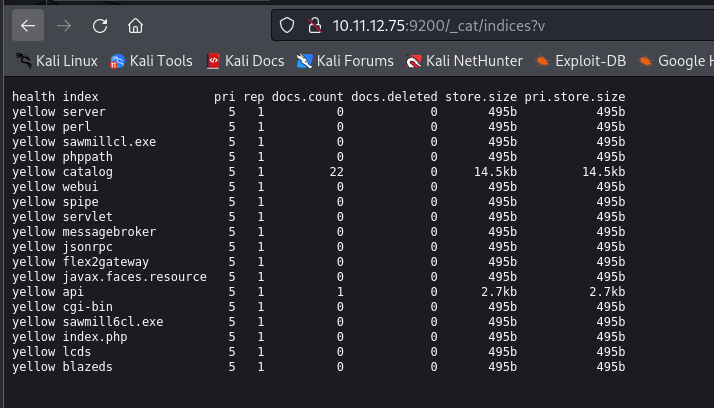 10.11.12.75:9200/_cat/indices?v
Kali Linux Kali Tools Kali Docs Kali Forums Kali NetHunter Exploit-DB Google H
health index pri rep docs.count docs.deleted store.size pri.store.size
yellow server 5 1 0 0 495b 495b
yellow perl 5 1 0 0 495b 495b
yellow sawmillcl.exe 5 1 0 0 495b 495b
yellow phppath 5 1 0 0 495b 495b
yellow catalog 5 1 22 0 14.5kb 14.5kb
yellow webui 5 1 0 0 495b 495b
yellow spipe 5 1 0 0 495b 495b
yellow servlet 5 1 0 0 495b 495b
yellow messagebroker 5 1 0 0 495b 495b
yellow jsonrpc 5 1 0 0 495b 495b
yellow flex2gateway 5 1 0 0 495b 495b
yellow javax.faces.resource 5 1 0 0 495b 495b
yellow api 5 1 1 0 2.7kb 2.7kb
yellow cgi-bin 5 1 0 0 495b 495b
yellow sawmill6cl.exe 5 1 0 0 495b 495b
yellow index.php 5 1 0 0 495b 495b
yellow lcds 5 1 0 0 495b 495b
yellow blazeds 5 1 0 0 495b 495b